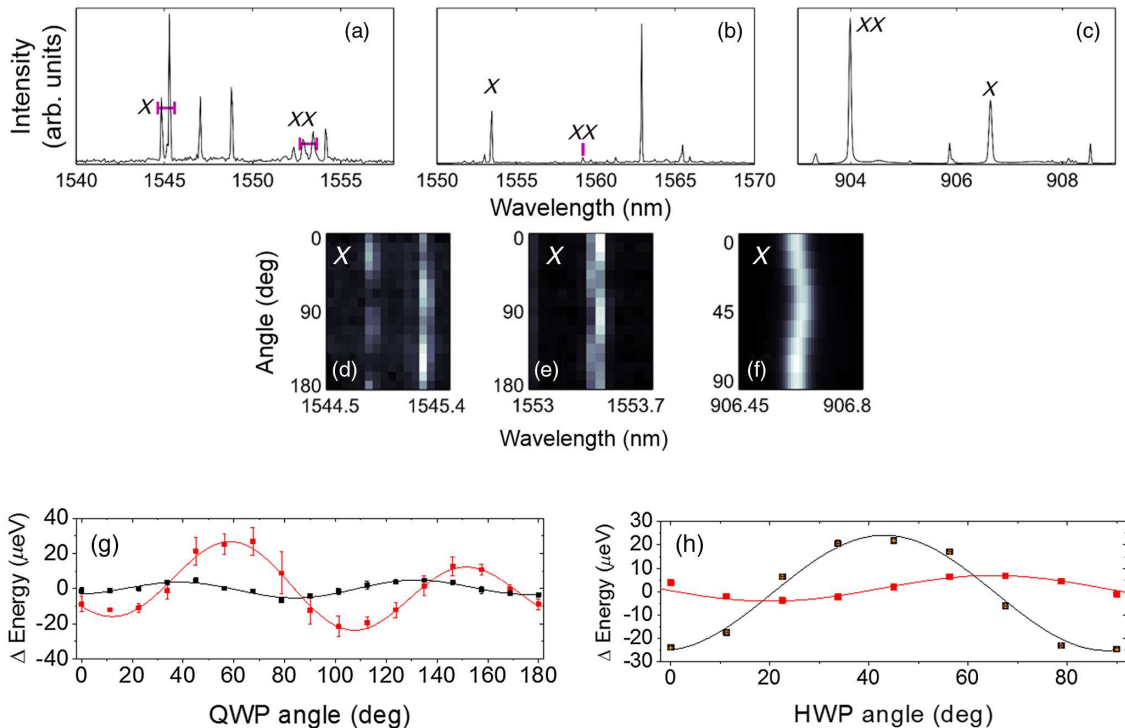 Intensity
(arb. units)
(a)
X
XX
1540 1545 1550 1555
(b)
X
XX
1550 1555 1560 1565 1570
(c)
XX
X
904 906 908
Wavelength (nm)
Angle (deg)
0
90
180
X
(d)
1544.5 1545.4
0
90
180
X
(e)
1553 1553.7
0
45
90
X
(f)
906.45 906.8
Wavelength (nm)
Δ Energy (μeV)
40
20
0
-20
-40
(g)
0 20 40 60 80 100 120 140 160 180
QWP angle (deg)
Δ Energy (μeV)
30
20
10
0
-10
-20
-30
(h)
0 20 40 60 80
HWP angle (deg)